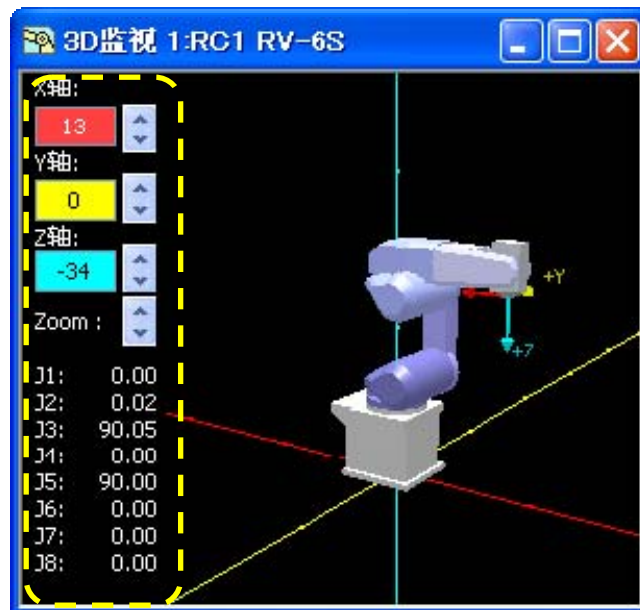 3D监视 1:RC1 RV-6S
X轴:
13
Y轴:
0
Z轴:
-34
Zoom :
J1: 0.00
J2: 0.02
J3: 90.05
J4: 0.00
J5: 90.00
J6: 0.00
J7: 0.00
J8: 0.00
+Y
+Z